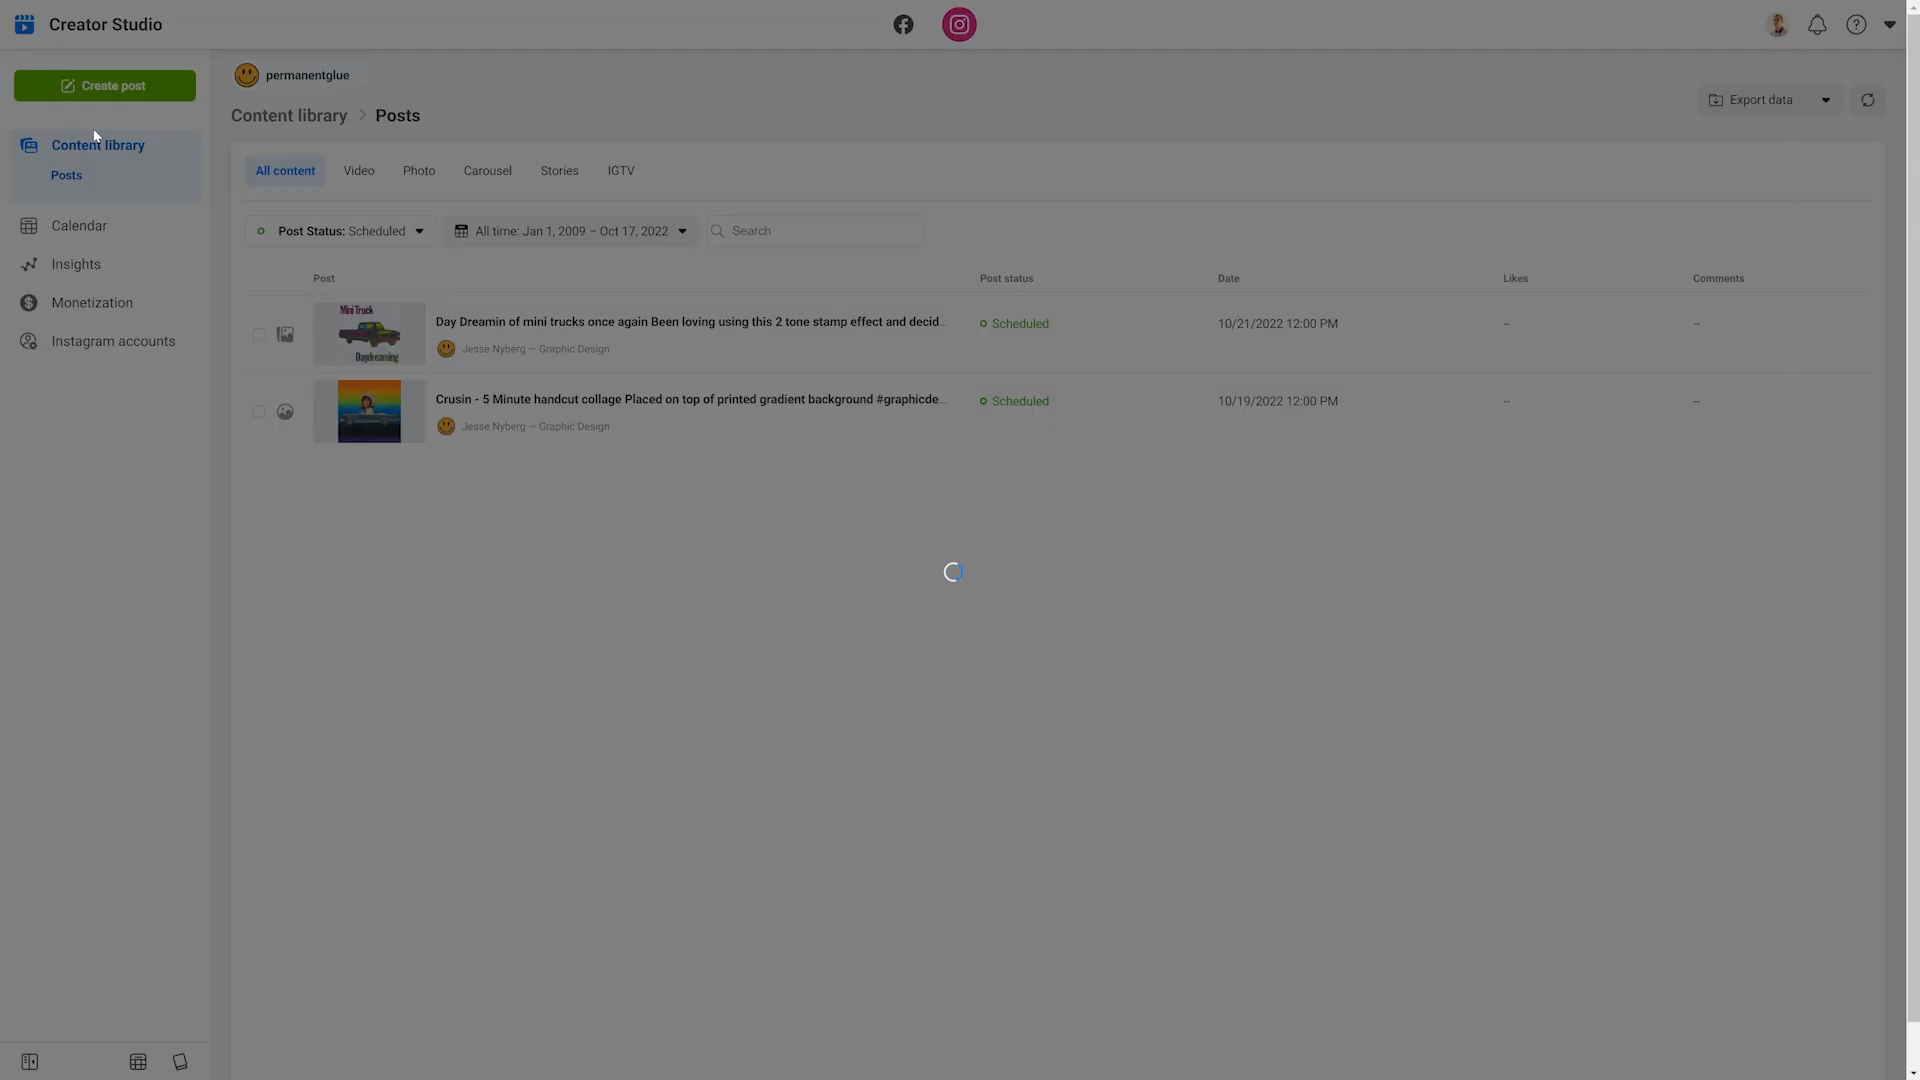 Creator Studio
Create post
permanentglue
Export data
Content library > Posts
Content library
Posts
Calendar
Insights
Monetization
Instagram accounts
All content Video Photo Carousel Stories IGTV
Post Status: Scheduled All time: Jan 1, 2009 – Oct 17, 2022 Search
Post Post status Date Likes Comments
Mini Truck
Daydreaming
Day Dreamin of mini trucks once again Been loving using this 2 tone stamp effect and decid... Scheduled 10/21/2022 12:00 PM -- --
Jesse Nyberg — Graphic Design
Crusin - 5 Minute handcut collage Placed on top of printed gradient background #graphicde... Scheduled 10/19/2022 12:00 PM -- --
Jesse Nyberg — Graphic Design